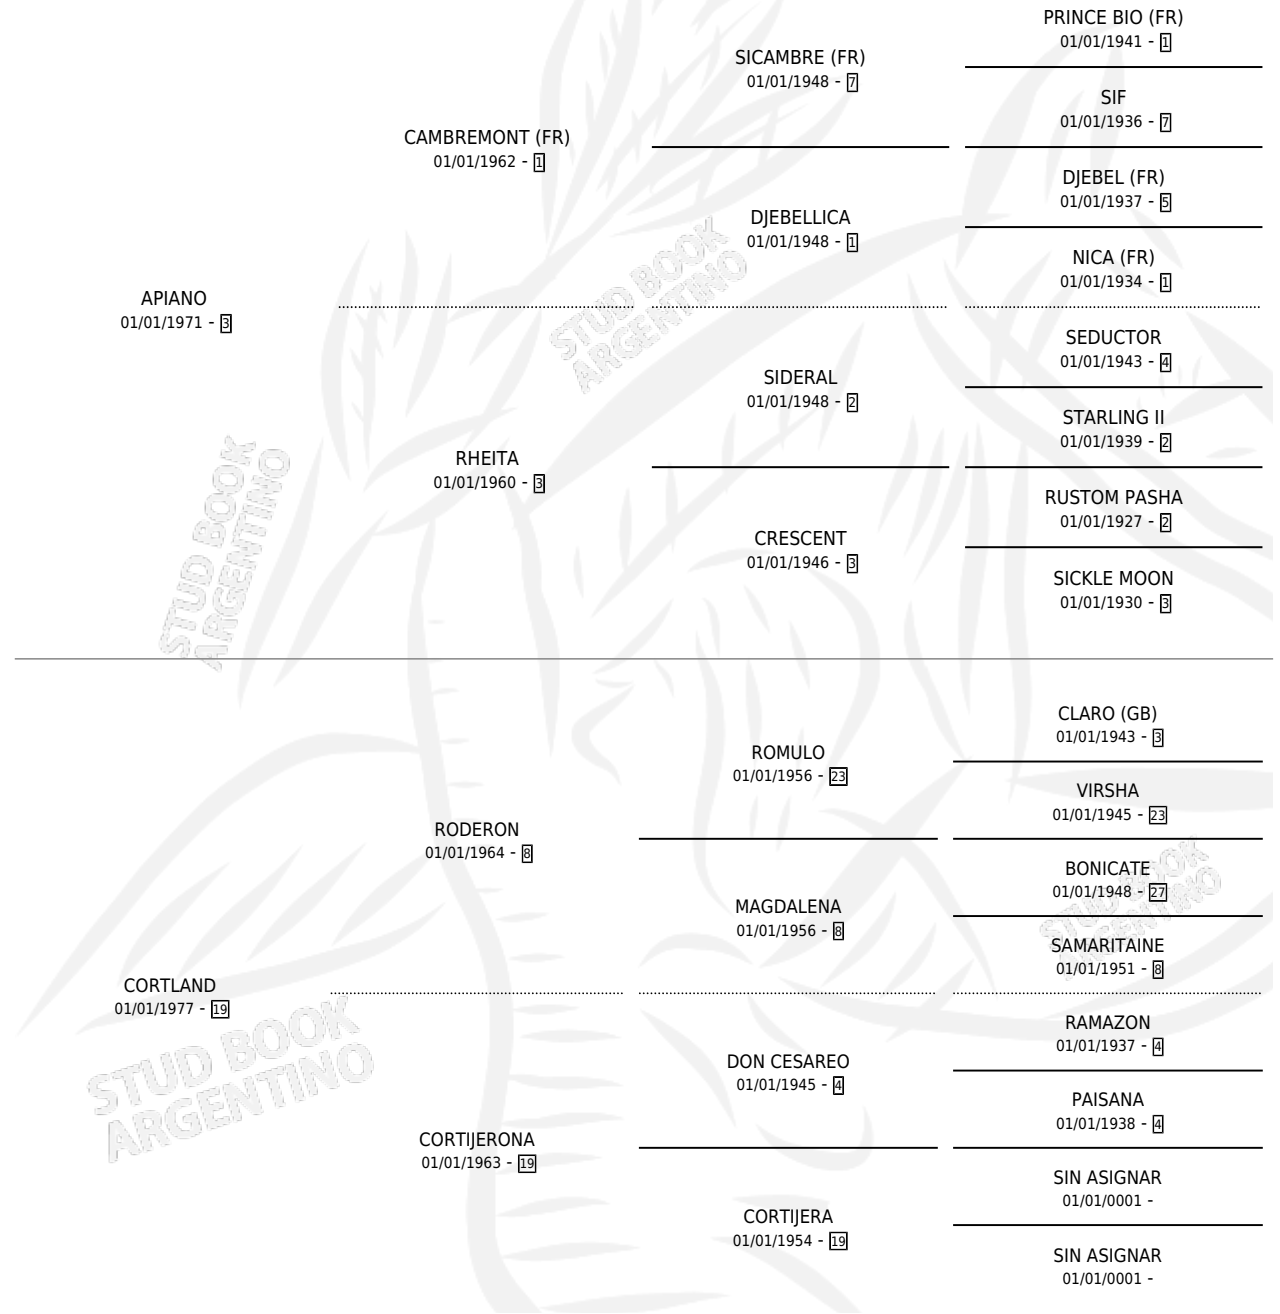 PRINCE BIO (FR)
01/01/1941 - 1
SICAMBRE (FR)
01/01/1948 - 7
SIF
01/01/1936 - 7
CAMBREMONT (FR)
01/01/1962 - 1
DJEBEL (FR)
01/01/1937 - 5
DJEBELLICA
01/01/1948 - 1
NICA (FR)
01/01/1934 - 1
APIANO
01/01/1971 - 3
SEDUCTOR
01/01/1943 - 4
SIDERAL
01/01/1948 - 2
STARLING II
01/01/1939 - 2
RHEITA
01/01/1960 - 3
RUSTOM PASHA
01/01/1927 - 2
CRESCENT
01/01/1946 - 3
SICKLE MOON
01/01/1930 - 3
STUD BOOK
ARGENTINO
STUD BOOK
ARGENTINO
CLARO (GB)
01/01/1943 - 3
ROMULO
01/01/1956 - 23
VIRSHA
01/01/1945 - 23
RODERON
01/01/1964 - 8
BONICATE
01/01/1948 - 27
MAGDALENA
01/01/1956 - 8
SAMARITAINE
01/01/1951 - 8
CORTLAND
01/01/1977 - 19
RAMAZON
01/01/1937 - 4
DON CESAREO
01/01/1945 - 4
PAISANA
01/01/1938 - 4
CORTIJERONA
01/01/1963 - 19
SIN ASIGNAR
01/01/0001 -
CORTIJERA
01/01/1954 - 19
SIN ASIGNAR
01/01/0001 -
STUD BOOK
ARGENTINO
STUD BOOK
ARGENTINO